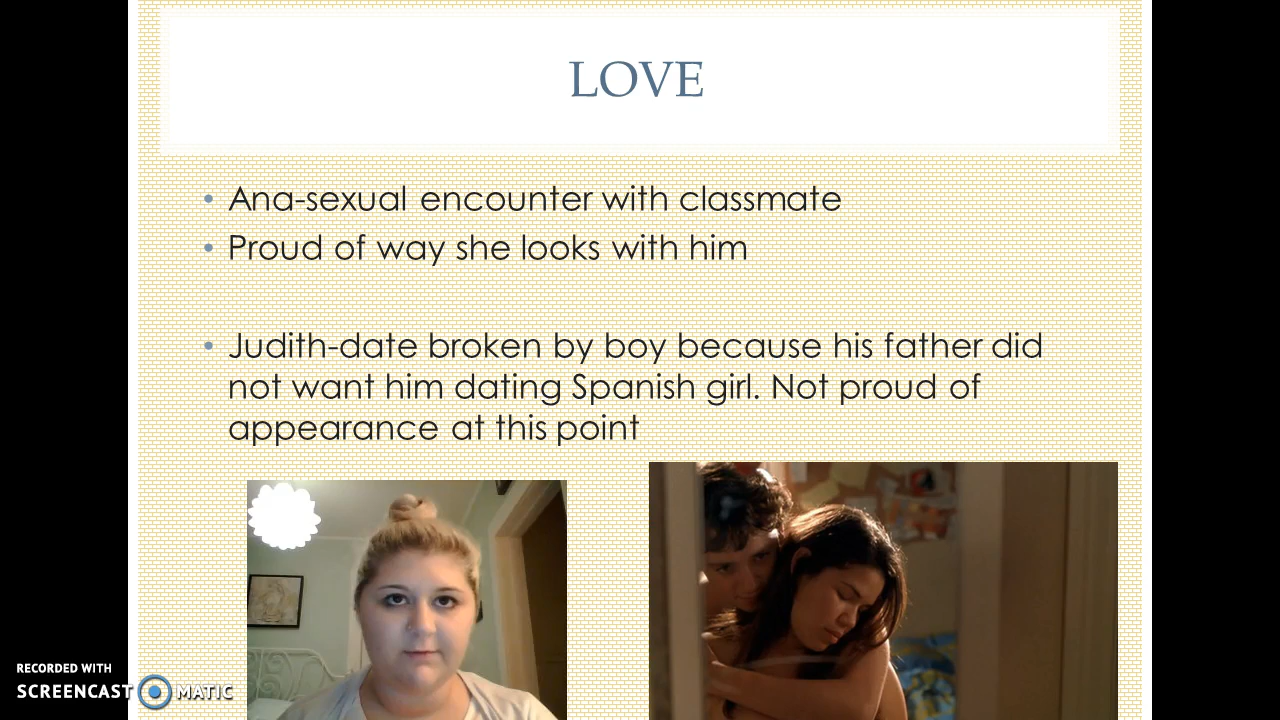 LOVE
• Ana-sexual encounter with classmate
• Proud of way she looks with him
• Judith-date broken by boy because his father did
not want him dating Spanish girl. Not proud of
appearance at this point
RECORDED WITH
SCREENCAST MATIC